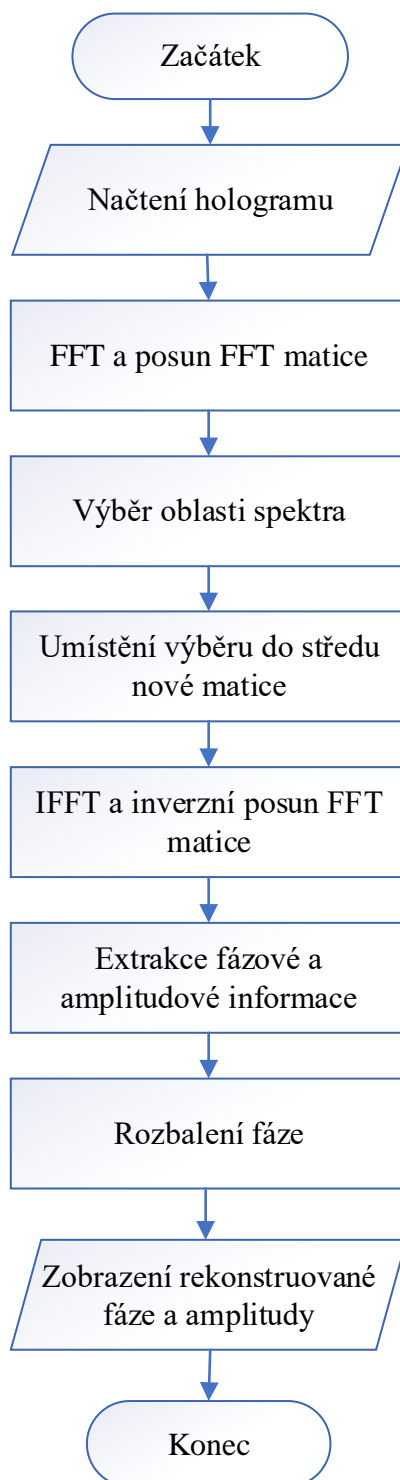 Začátek
Načtení hologramu
FFT a posun FFT matice
Výběr oblasti spektra
Umístění výběru do středu
nové matice
IFFT a inverzní posun FFT
matice
Extrakce fázové a
amplitudové informace
Rozbalení fáze
Zobrazení rekonstruované
fáze a amplitudy
Konec